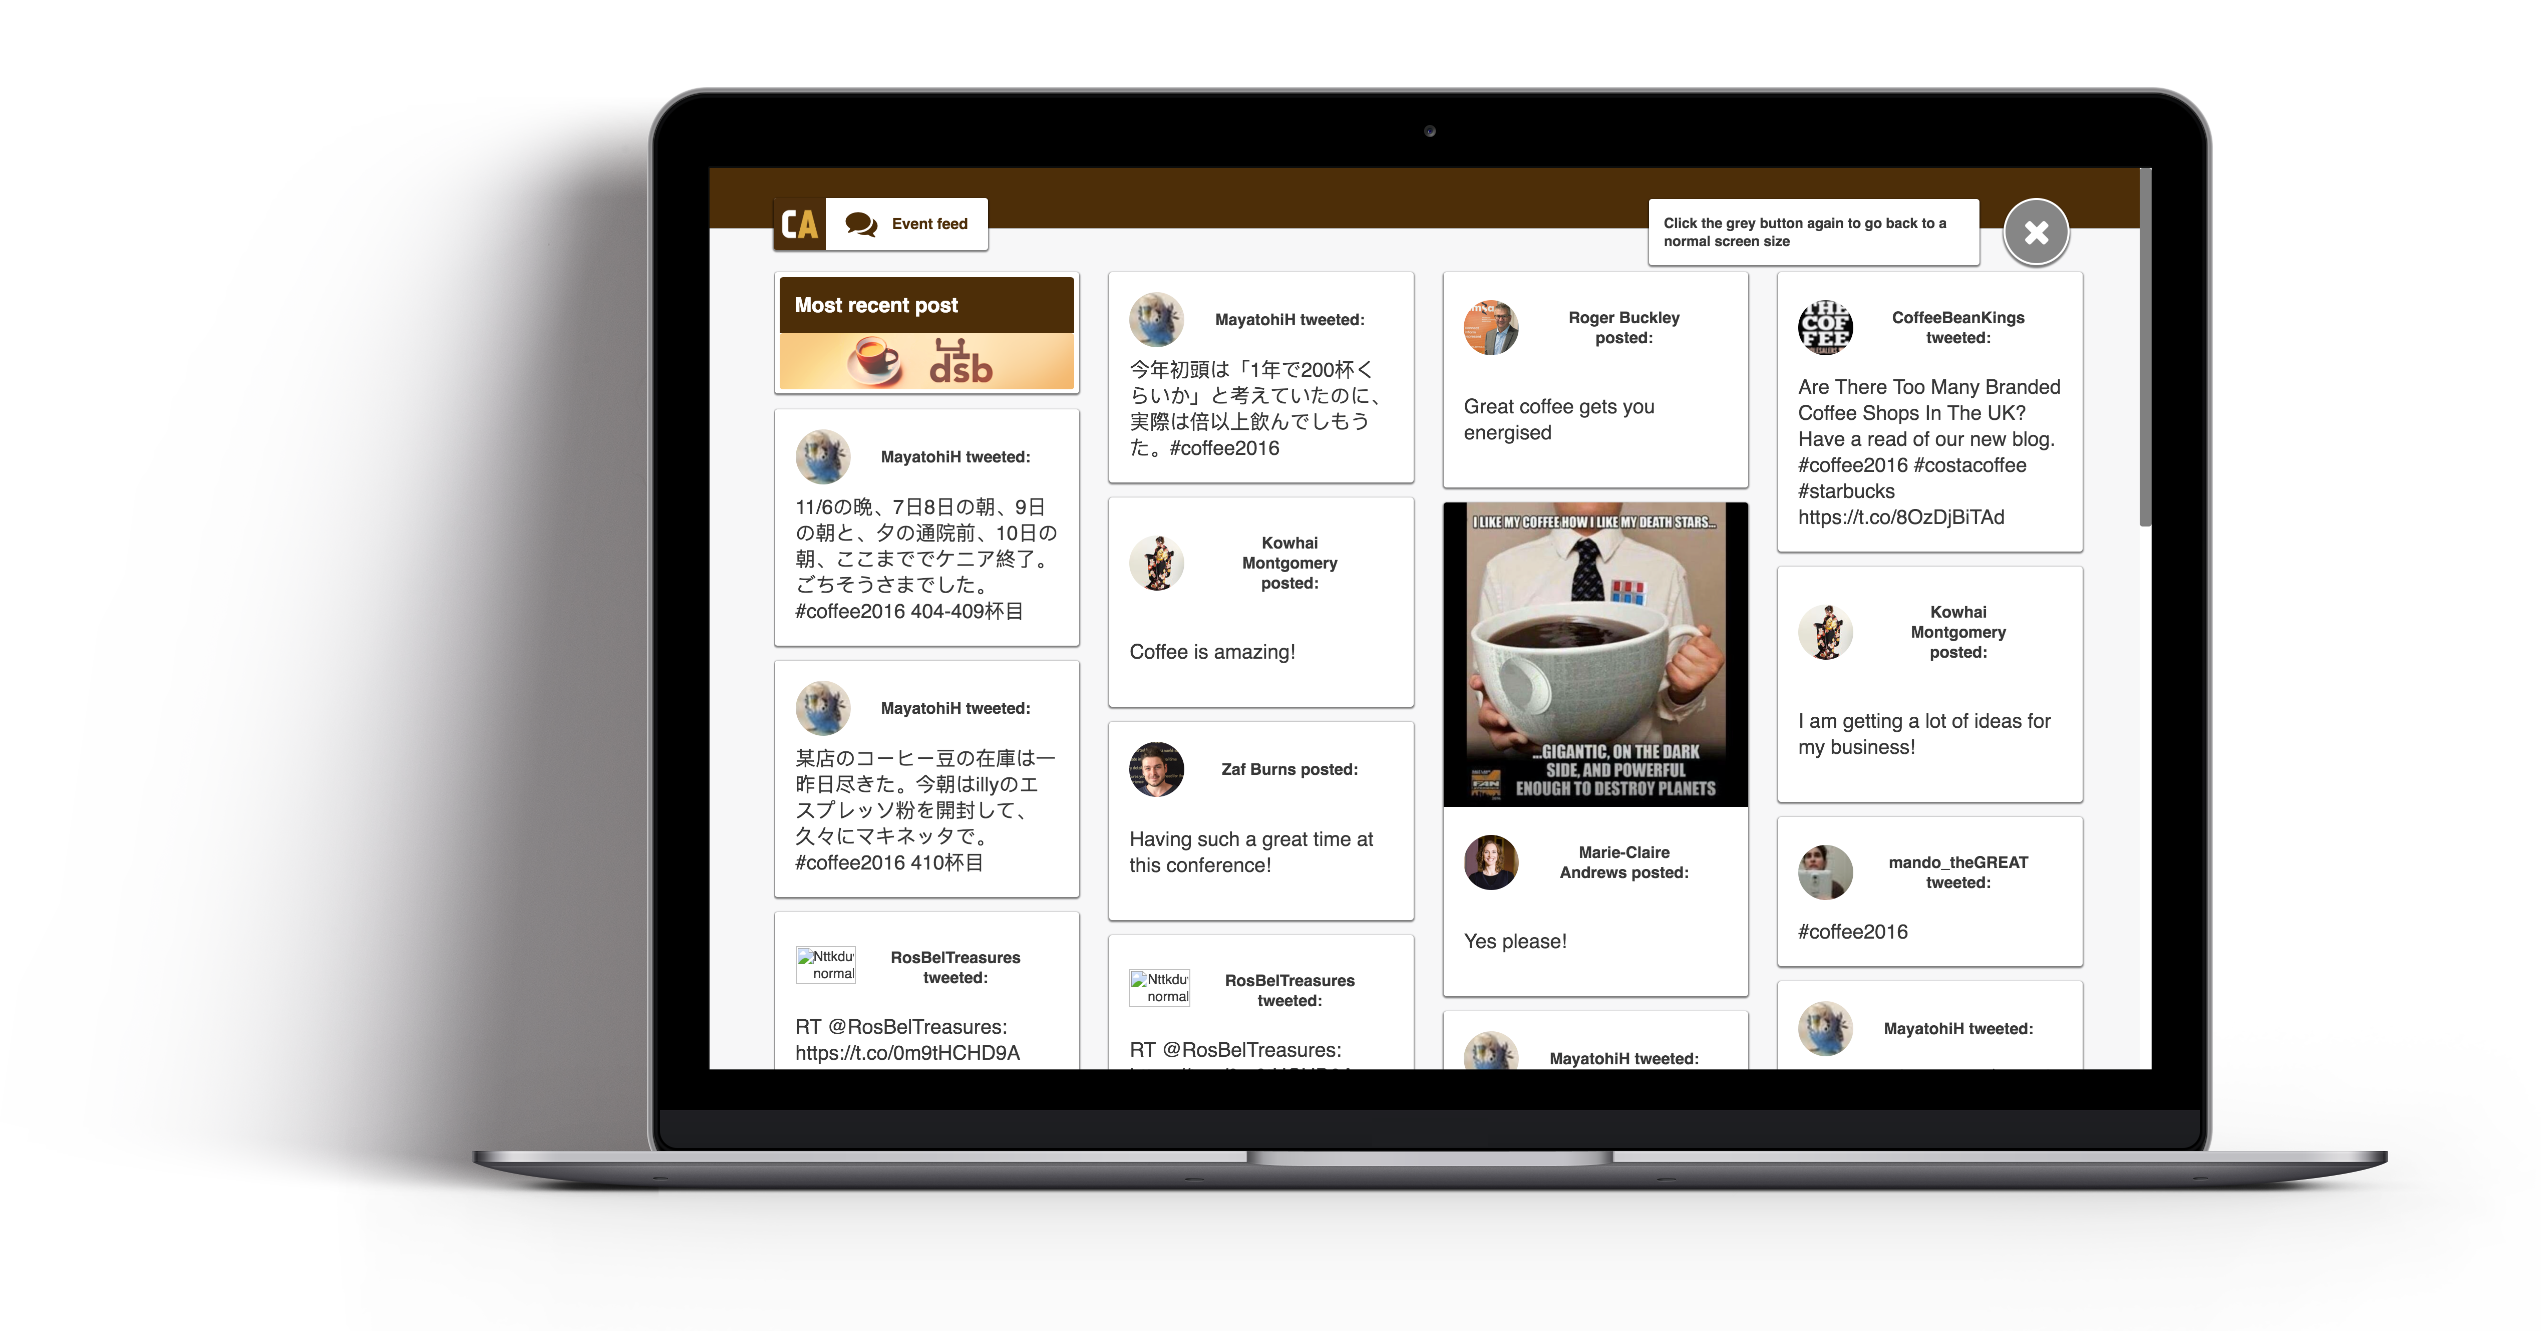 CA
Event feed
Click the grey button again to go back to a
normal screen size
Most recent post
dsb
MayatohiH tweeted:
11/6の晩、7日8日の朝、9日
の朝と、夕の通院前、10日の
朝、ここまででケニア終了。
ごちそうさまでした。
#coffee2016 404-409杯目
MayatohiH tweeted:
某店のコーヒー豆の在庫は一
昨日尽きた。今朝はillyのエ
スプレッソ粉を開封して、
久々にマキネッタで。
#coffee2016 410杯目
Nttkdu
normal
RosBelTreasures
tweeted:
RT @RosBelTreasures:
https://t.co/0m9tHCHD9A
MayatohiH tweeted:
今年初頭は「1年で200杯く
らいか」と考えていたのに、
実際は倍以上飲んでしもう
た。#coffee2016
Kowhai
Montgomery
posted:
Coffee is amazing!
Zaf Burns posted:
Having such a great time at
this conference!
Nttkdu
normal
RosBelTreasures
tweeted:
RT @RosBelTreasures:
Roger Buckley
posted:
Great coffee gets you
energised
I LIKE MY COFFEE HOW I LIKE MY DEATH STARS...
...GIGANTIC, ON THE DARK
SIDE, AND POWERFUL
ENOUGH TO DESTROY PLANETS
Marie-Claire
Andrews posted:
Yes please!
MayatohiH tweeted:
THE
COF
FEE
CoffeeBeanKings
tweeted:
Are There Too Many Branded
Coffee Shops In The UK?
Have a read of our new blog.
#coffee2016 #costacoffee
#starbucks
https://t.co/8OzDjBiTAd
Kowhai
Montgomery
posted:
I am getting a lot of ideas for
my business!
mando_theGREAT
tweeted:
#coffee2016
MayatohiH tweeted: